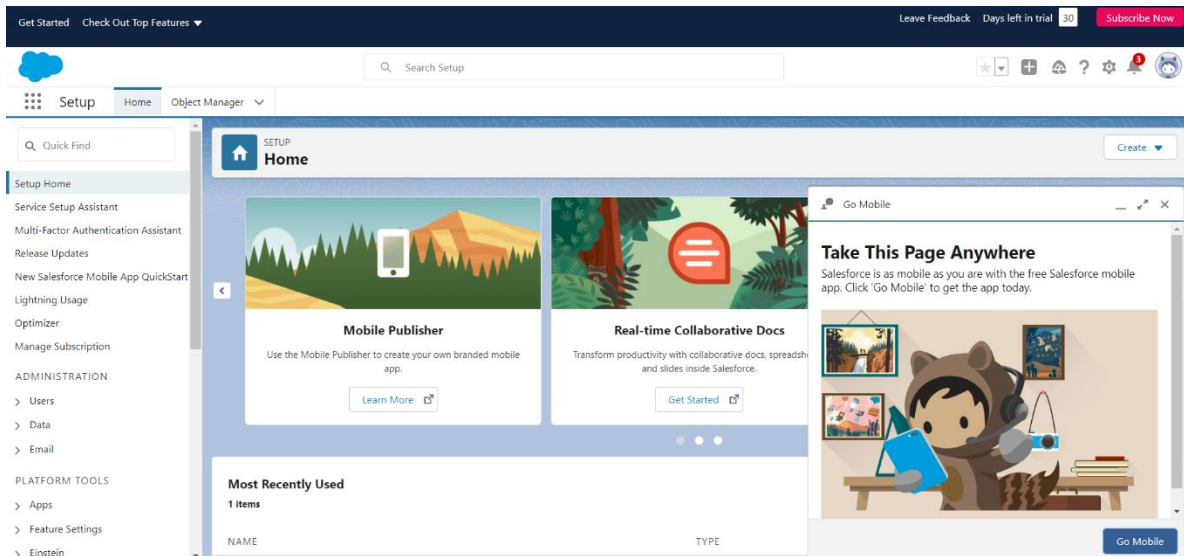 Get Started Check Out Top Features
Leave Feedback Days left in trial 30 Subscribe Now
Search Setup
3
Setup Home Object Manager
Quick Find
Setup Home
Service Setup Assistant
Multi-Factor Authentication Assistant
Release Updates
New Salesforce Mobile App QuickStart
Lightning Usage
Optimizer
Manage Subscription
ADMINISTRATION
Users
Data
Email
PLATFORM TOOLS
Apps
Feature Settings
Einstein
SETUP
Home
Create
Mobile Publisher
Use the Mobile Publisher to create your own branded mobile
app.
Learn More
Real-time Collaborative Docs
Transform productivity with collaborative docs, spreadsh
and slides inside Salesforce.
Get Started
Most Recently Used
1 items
NAME TYPE
Go Mobile
Take This Page Anywhere
Salesforce is as mobile as you are with the free Salesforce mobile
app. Click 'Go Mobile' to get the app today.
Go Mobile